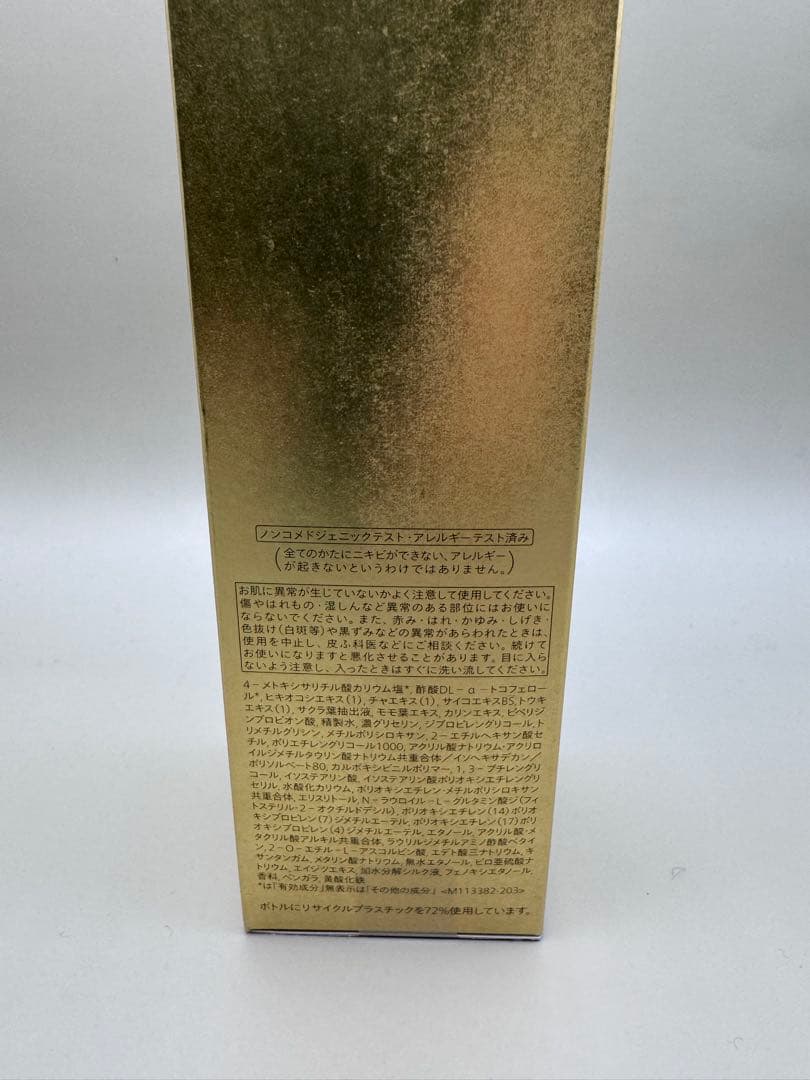 ノンコメドジェニックテスト・アレルギーテスト済み
(全てのかたにニキビができない、アレルギー
が起きないというわけではありません。)
お肌に異常が生じていないかよく注意して使用してください。
傷やはれもの・湿しんなど異常のある部位にはお使いに
ならないでください。また、赤み・はれ・かゆみ・しげき・
色抜け(白斑等)や黒ずみなどの異常があらわれたときは、
使用を中止し、皮ふ科医などにご相談ください。続けて
お使いになりますと悪化させることがあります。目に入ら
ないよう注意し、入ったときはすぐに洗い流してください。
4-メトキシサリチル酸カリウム塩*, 酢酸DL-α-トコフェロ
ール*, ヒキオコシエキス(1), チャエキス(1), サイコエキスBS, トウキ
エキス(1), サクラ葉抽出液, モモ葉エキス, カリンエキス, ピペリジ
ンプロピオン酸, 精製水, 濃グリセリン, ジプロピレングリコール, ト
リメチルグリシン, メチルポリシロキサン, 2-エチルヘキサン酸セ
チル, ポリエチレングリコール1000, アクリル酸ナトリウム・アクリロ
イルジメチルタウリン酸ナトリウム共重合体/イソヘキサデカン/
ポリソルベート80, カルボキシビニルポリマー, 1, 3-ブチレングリ
コール, イソステアリン酸, イソステアリン酸ポリオキシエチレングリ
セリル, 水酸化カリウム, ポリオキシエチレン・メチルポリシロキサン
共重合体, エリスリトール, N-ラウロイル-L-グルタミン酸ジ(フィ
トステリル・2-オクチルドデシル), ポリオキシエチレン(14)ポリオ
キシプロピレン(7)ジメチルエーテル, ポリオキシエチレン(17)ポリ
オキシプロピレン(4)ジメチルエーテル, エタノール, アクリル酸・メ
タクリル酸アルキル共重合体, ラウリルジメチルアミノ酢酸ベタイ
ン, 2-O-エチル-L-アスコルビン酸, エデト酸三ナトリウム, キ
サンタンガム, メタリン酸ナトリウム, 無水エタノール, ピロ亜硫酸ナ
トリウム, エイジツエキス, 加水分解シルク液, フェノキシエタノール,
香料, ベンガラ, 黄酸化鉄
*は「有効成分」無表示は「その他の成分」 <M113382-203>
ボトルにリサイクルプラスチックを72%使用しています。